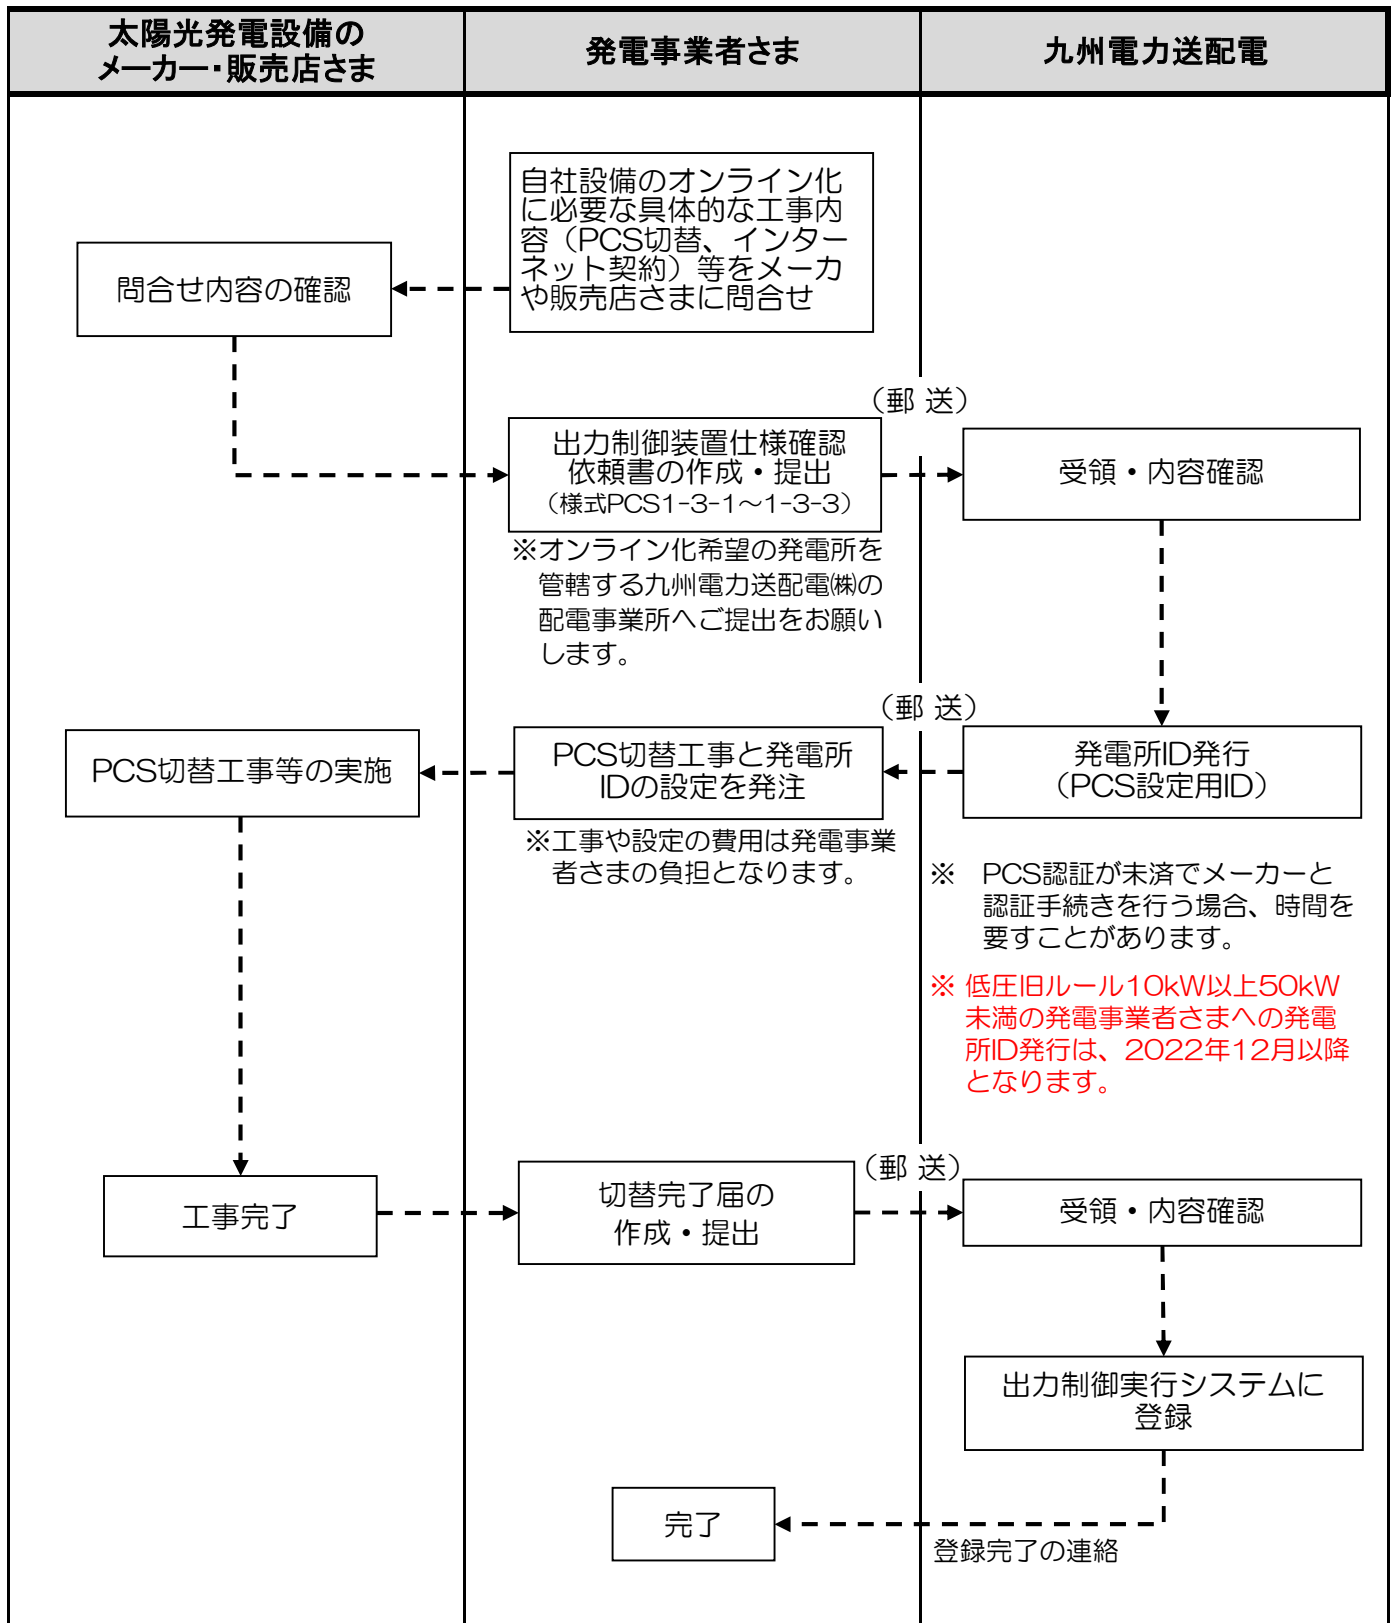 太陽光発電設備の
メーカー・販売店さま
発電事業者さま
九州電力送配電
自社設備のオンライン化
に必要な具体的な工事内
容（PCS切替、インター
ネット契約）等をメーカ
や販売店さまに問合せ
問合せ内容の確認
（郵 送）
出力制御装置仕様確認
依頼書の作成・提出
（様式PCS1-3-1～1-3-3）
受領・内容確認
※オンライン化希望の発電所を
管轄する九州電力送配電㈱の
配電事業所へご提出をお願い
します。
（郵 送）
PCS切替工事等の実施
PCS切替工事と発電所
IDの設定を発注
発電所ID発行
（PCS設定用ID）
※工事や設定の費用は発電事業
者さまの負担となります。
※ PCS認証が未済でメーカーと
認証手続きを行う場合、時間を
要すことがあります。
※ 低圧旧ルール10kW以上50kW
未満の発電事業者さまへの発電
所ID発行は、2022年12月以降
となります。
（郵 送）
工事完了
切替完了届の
作成・提出
受領・内容確認
出力制御実行システムに
登録
完了
登録完了の連絡